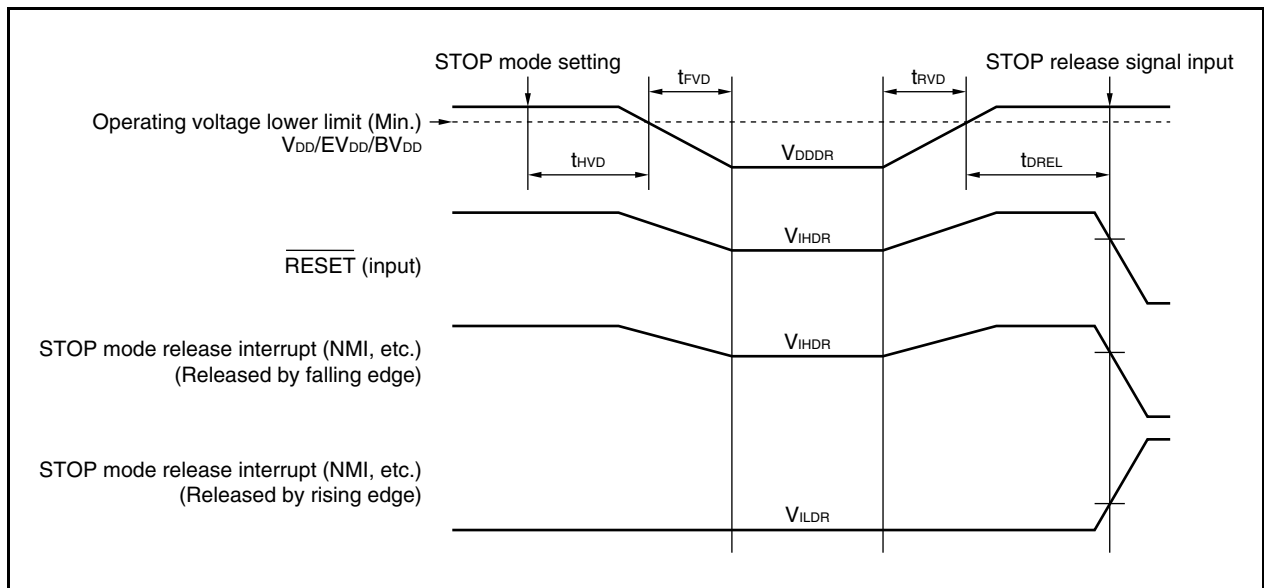 STOP mode setting
tFVD
tRVD
STOP release signal input
Operating voltage lower limit (Min.)
VDD/EVDD/BVDD
tHVD
VDDDR
tDREL
RESET (input)
VIHDR
STOP mode release interrupt (NMI, etc.)
(Released by falling edge)
VIHDR
STOP mode release interrupt (NMI, etc.)
(Released by rising edge)
VILDR